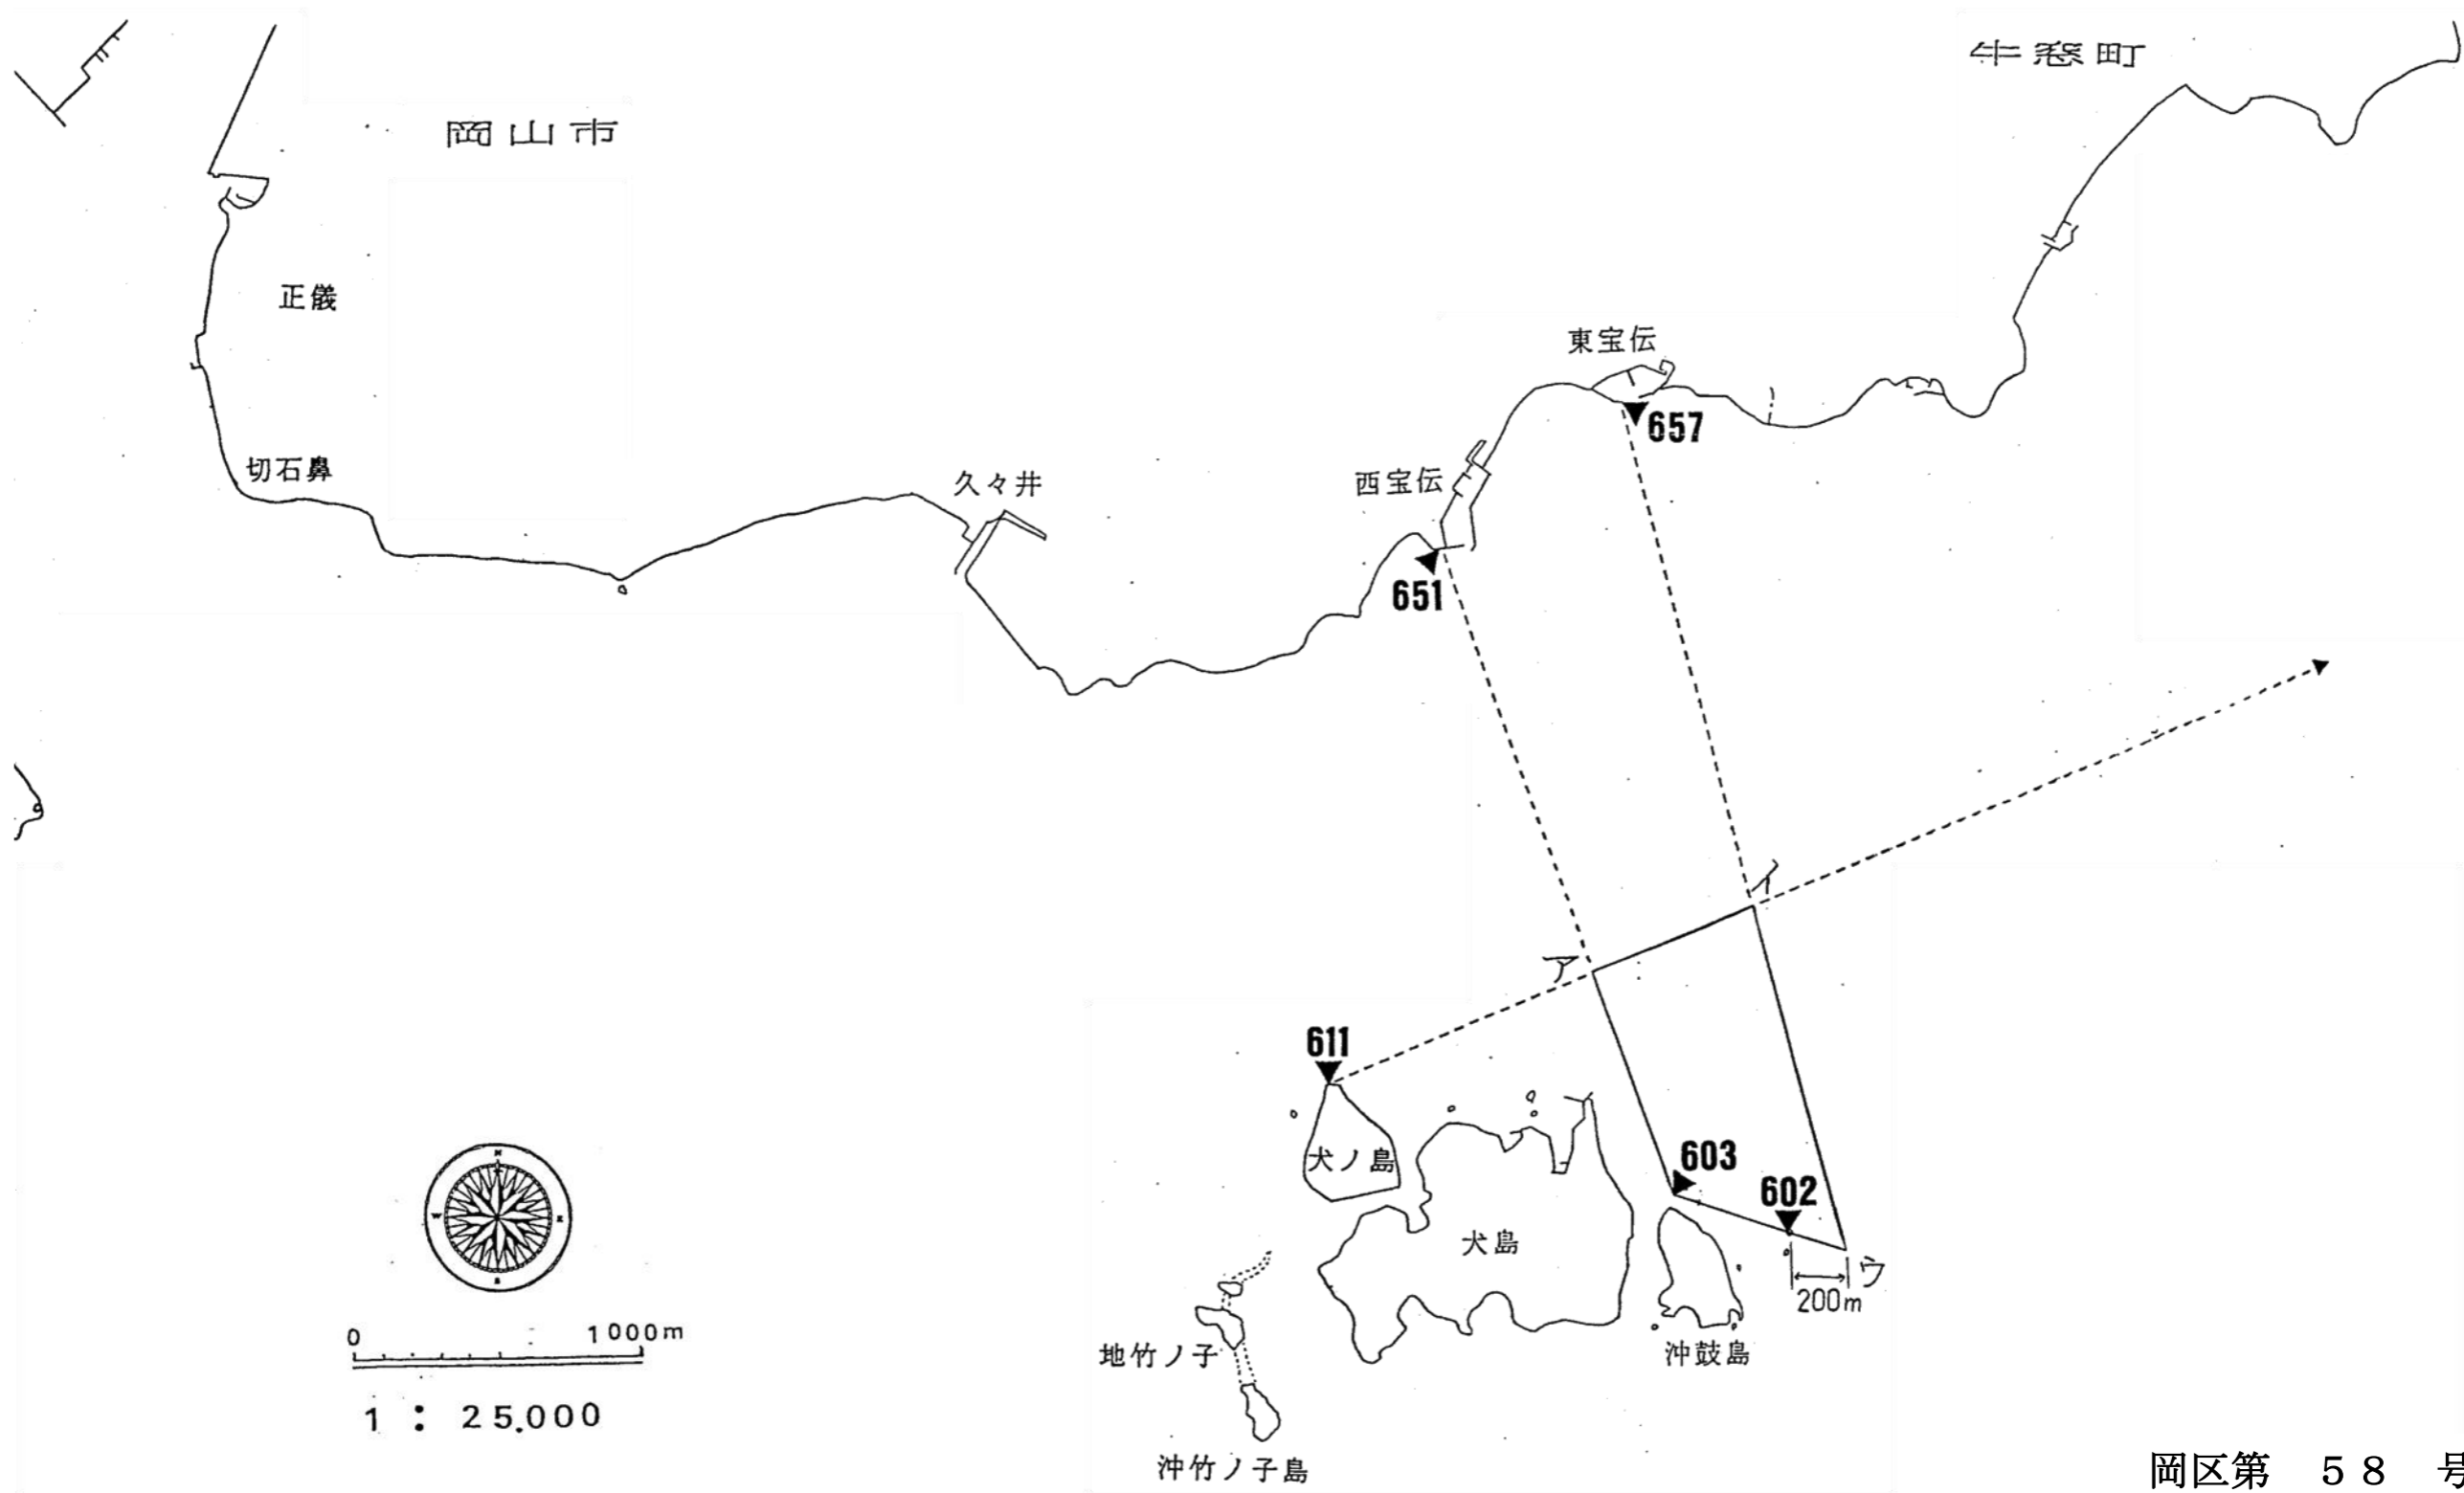 牛窓町
岡山市
正儀
東宝伝
657
切石鼻
久々井
西宝伝
651
イ
ア
611
603
犬ノ島
602
犬島
ウ
200m
N
W
E
S
0 1000m
地竹ノ子
沖鼓島
1 : 25.000
沖竹ノ子島
岡区第 58 号